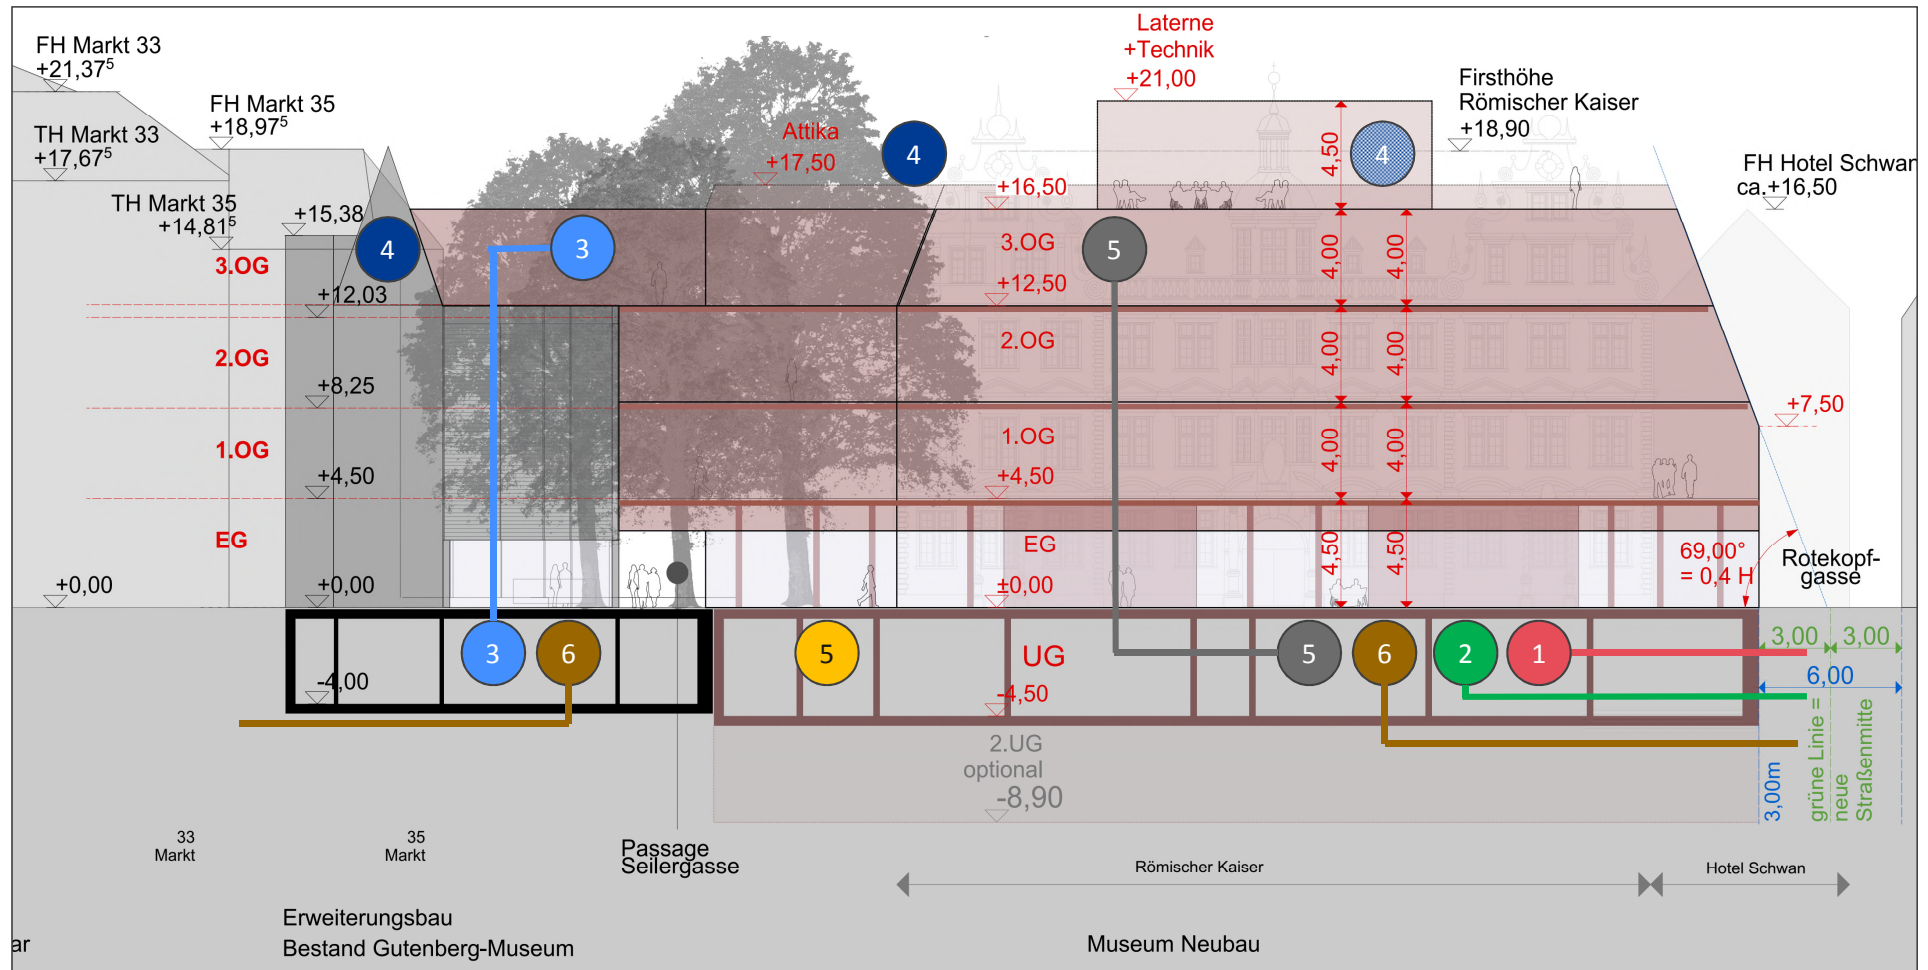 Laterne
+Technik
+21,00
FH Markt 33
+21,37⁵
FH Markt 35
+18,97⁵
TH Markt 33
+17,67⁵
TH Markt 35
+14,81⁵
+15,38
Attika
+17,50
4
4
4,50
Firsthöhe
Römischer Kaiser
+18,90
FH Hotel Schwan
ca.+16,50
+16,50
4
3
3.OG
3.OG
+12,50
5
4,00
4,00
+12,03
2.OG
2.OG
4,00
4,00
+8,25
+7,50
1.OG
1.OG
+4,50
+4,50
4,00
4,00
EG
EG
4,50
4,50
69,00°
= 0,4 H
Rotekopf-
gasse
+0,00
+0,00
±0,00
3
6
5
UG
5
6
2
1
3,00
3,00
6,00
-4,00
-4,50
2.UG
optional
-8,90
3,00m
grüne Linie =
neue
Straßenmitte
33
Markt
35
Markt
Passage
Seilergasse
Römischer Kaiser
Hotel Schwan
Erweiterungsbau
Bestand Gutenberg-Museum
Museum Neubau
ar